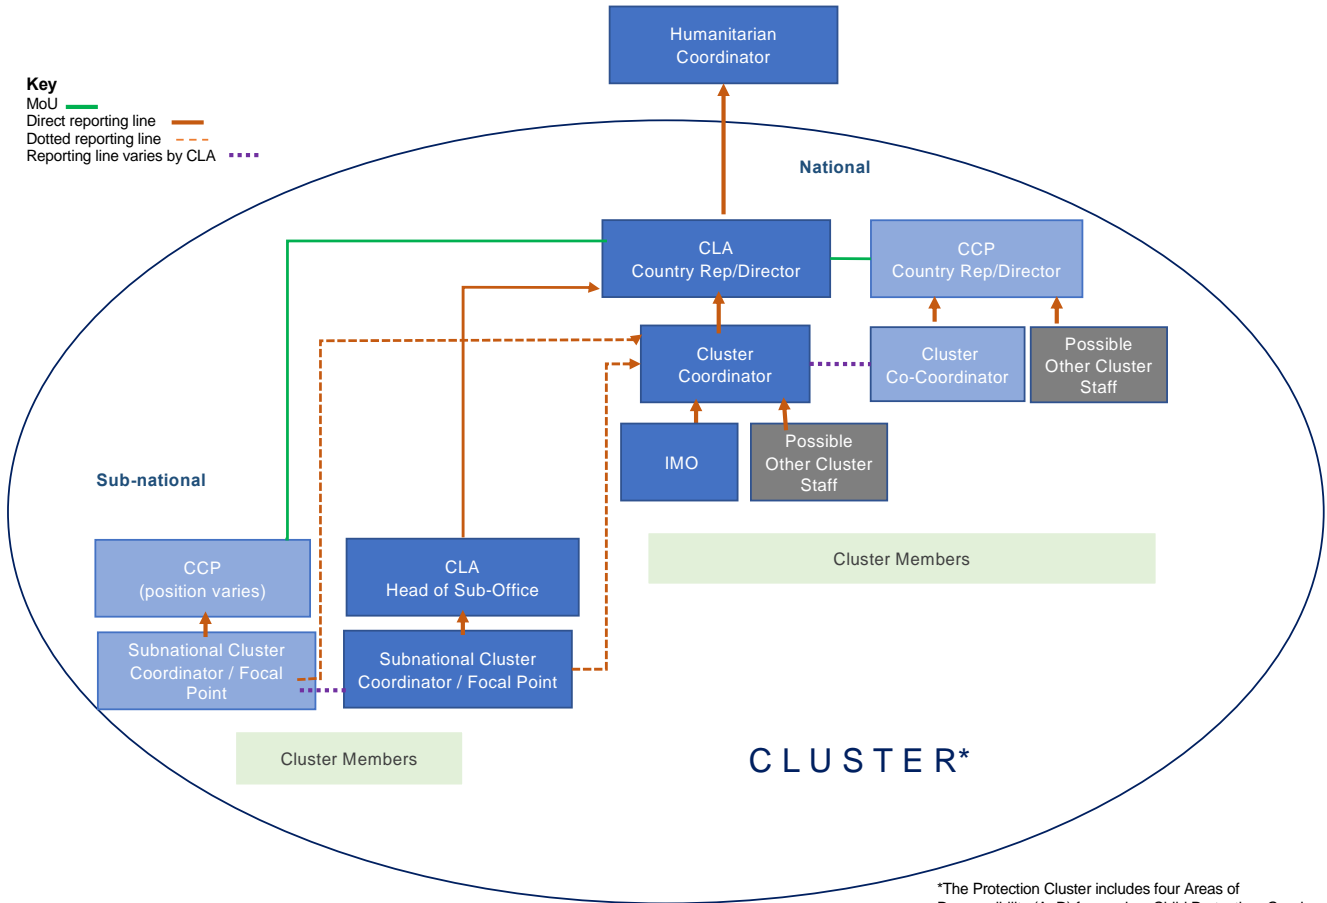 Humanitarian
Coordinator
Key
MoU
Direct reporting line
Dotted reporting line
Reporting line varies by CLA
National
CLA
Country Rep/Director
CCP
Country Rep/Director
Cluster
Coordinator
Cluster
Co-Coordinator
Possible
Other Cluster
Staff
IMO
Possible
Other Cluster
Staff
Sub-national
Cluster Members
CCP
(position varies)
CLA
Head of Sub-Office
Subnational Cluster
Coordinator / Focal
Point
Subnational Cluster
Coordinator / Focal Point
Cluster Members
CLUSTER*
*The Protection Cluster includes four Areas of